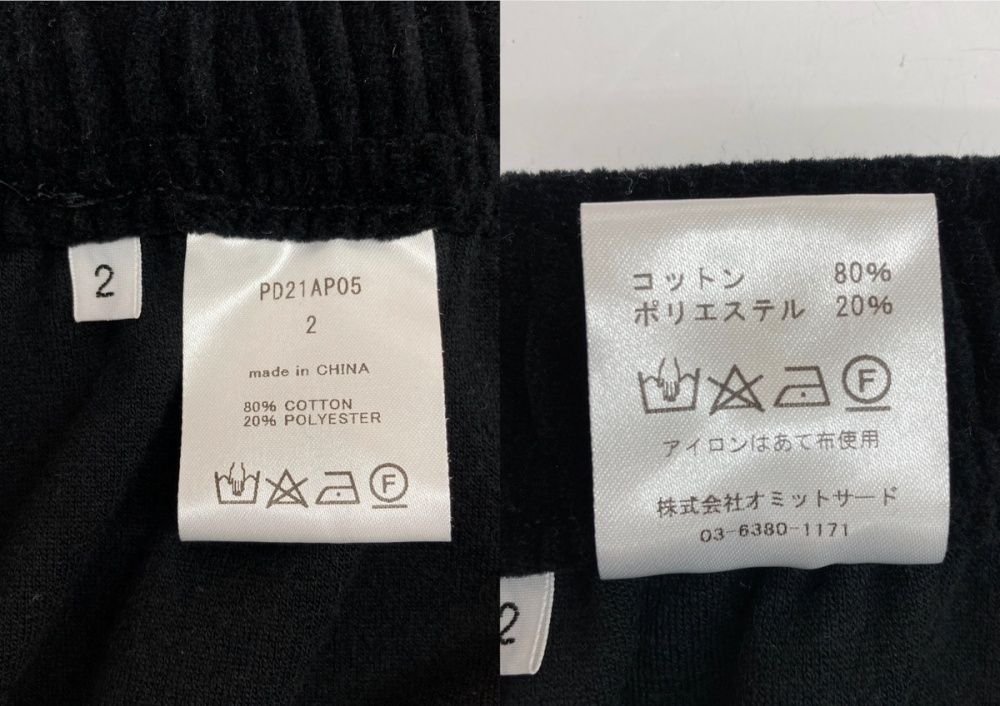 2
PD21AP05
2
made in CHINA
80% COTTON
20% POLYESTER
F
コットン 80%
ポリエステル 20%
F
アイロンはあて布使用
株式会社オミットサード
03-6380-1171
2